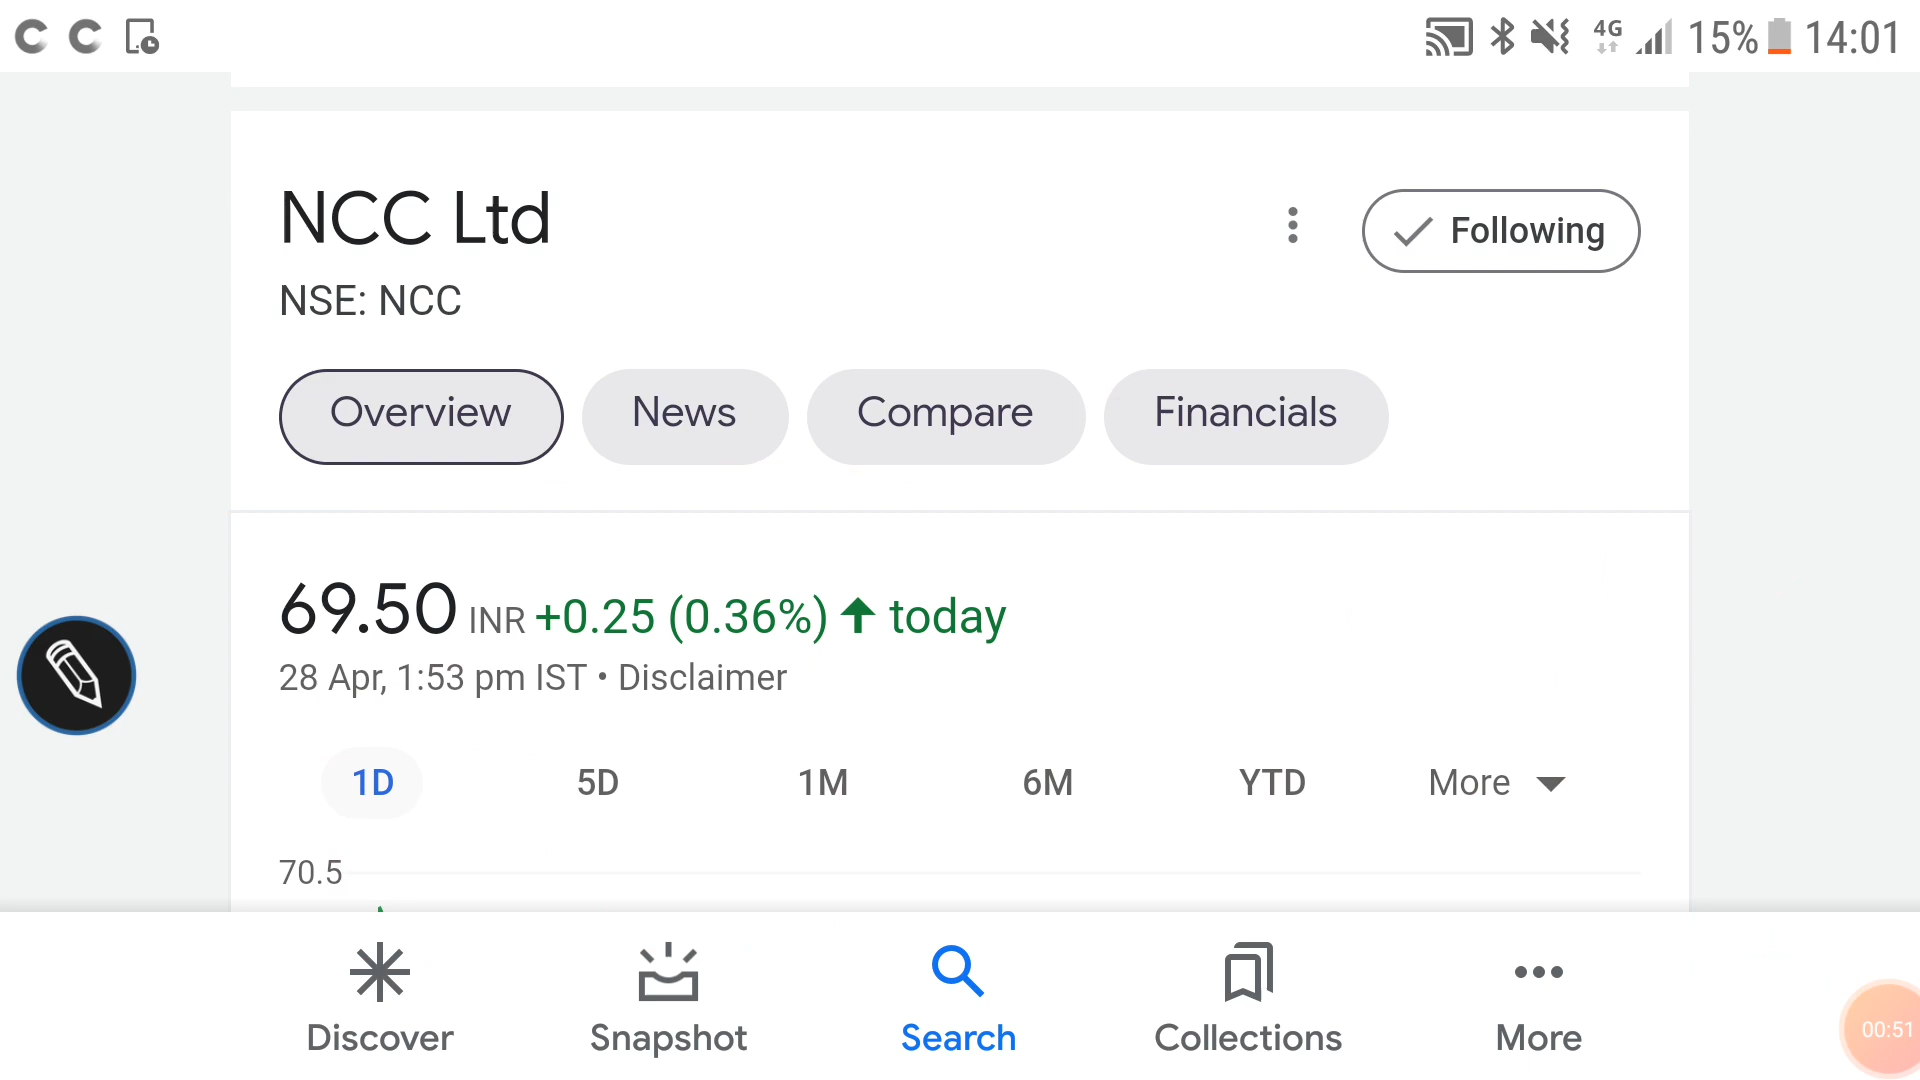 4G 15% 14:01
NCC Ltd
Following
NSE: NCC
Overview News Compare Financials
69.50 INR +0.25 (0.36%) today
28 Apr, 1:53 pm IST • Disclaimer
1D 5D 1M 6M YTD More
70.5
Discover Snapshot Search Collections More
00:51